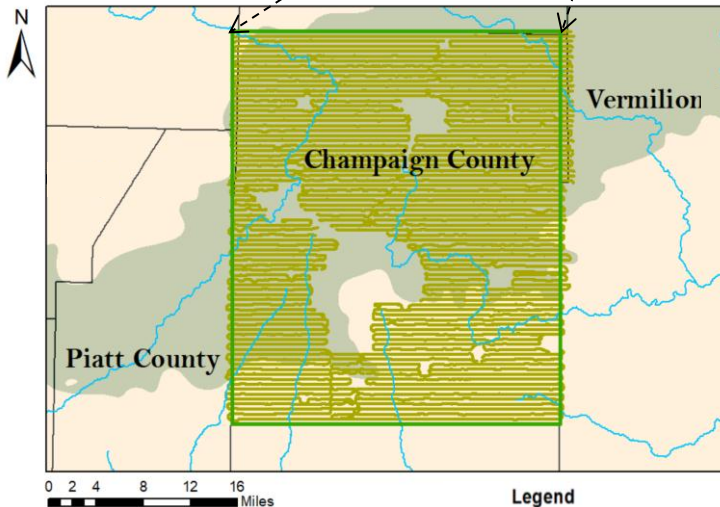 N
Vermilion
Champaign County
Piatt County
0 2 4 8 12 16
Miles
Legend